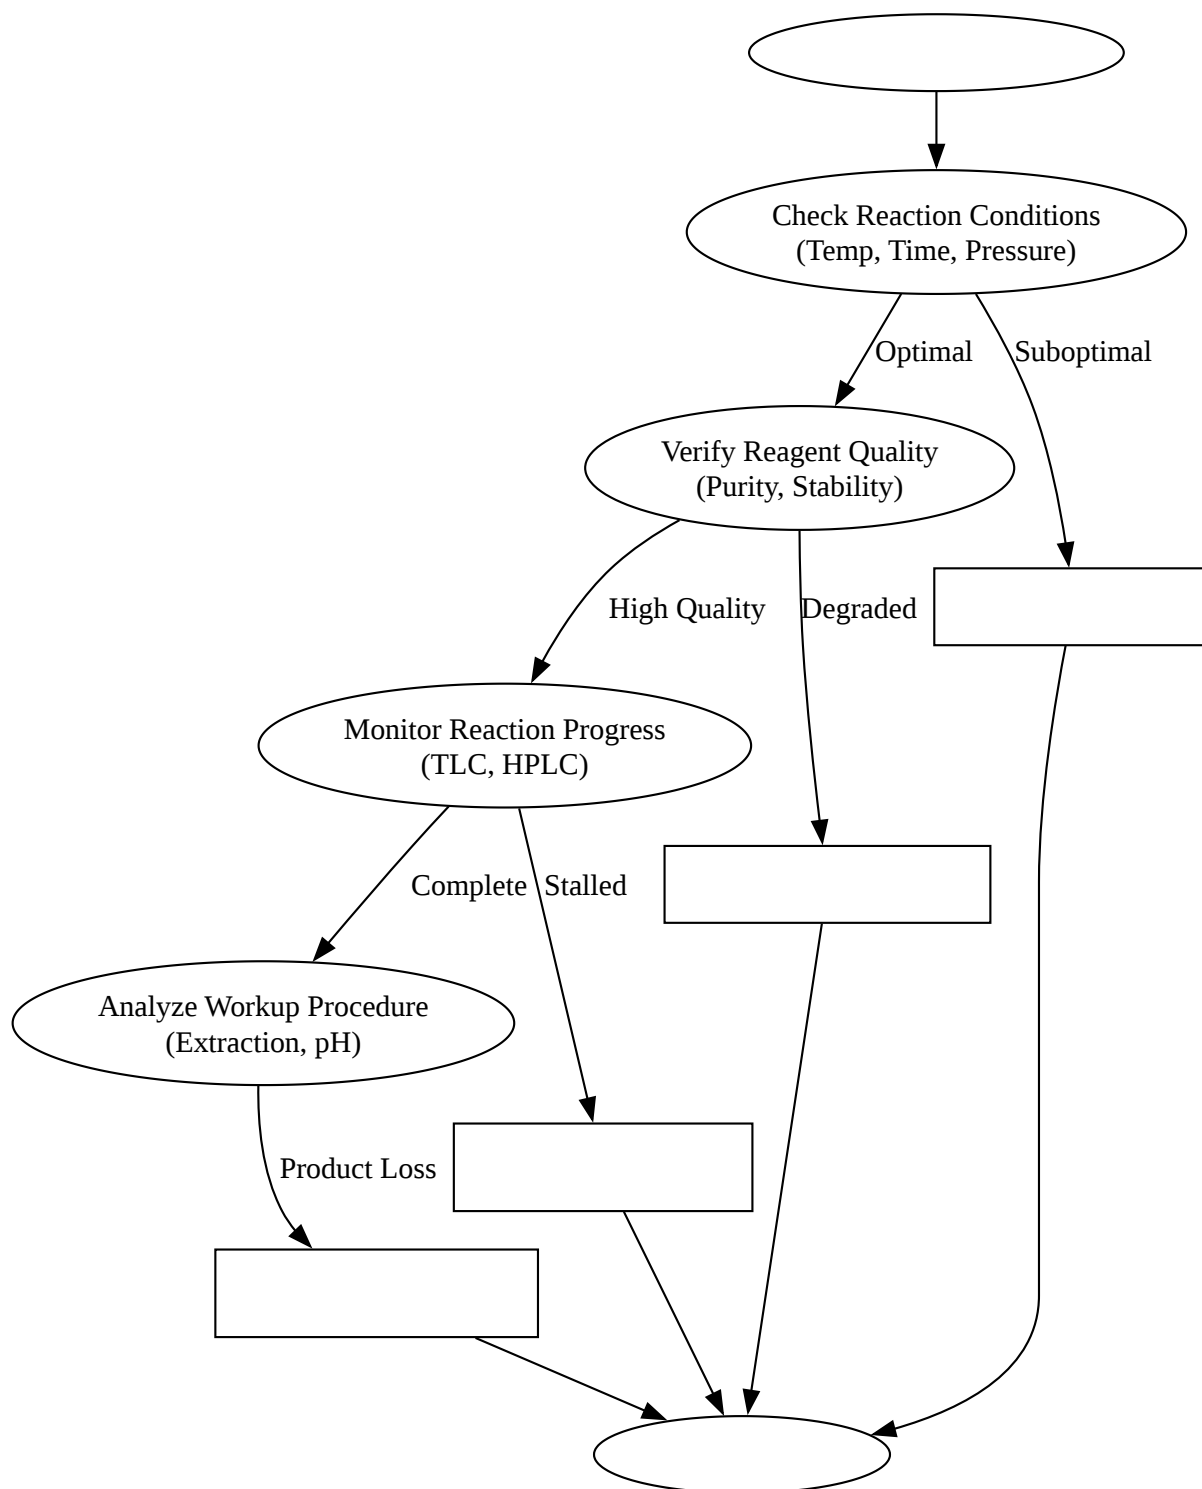 Check Reaction Conditions
(Temp, Time, Pressure)
Optimal
Suboptimal
Verify Reagent Quality
(Purity, Stability)
High Quality
Degraded
Monitor Reaction Progress
(TLC, HPLC)
Complete
Stalled
Analyze Workup Procedure
(Extraction, pH)
Product Loss